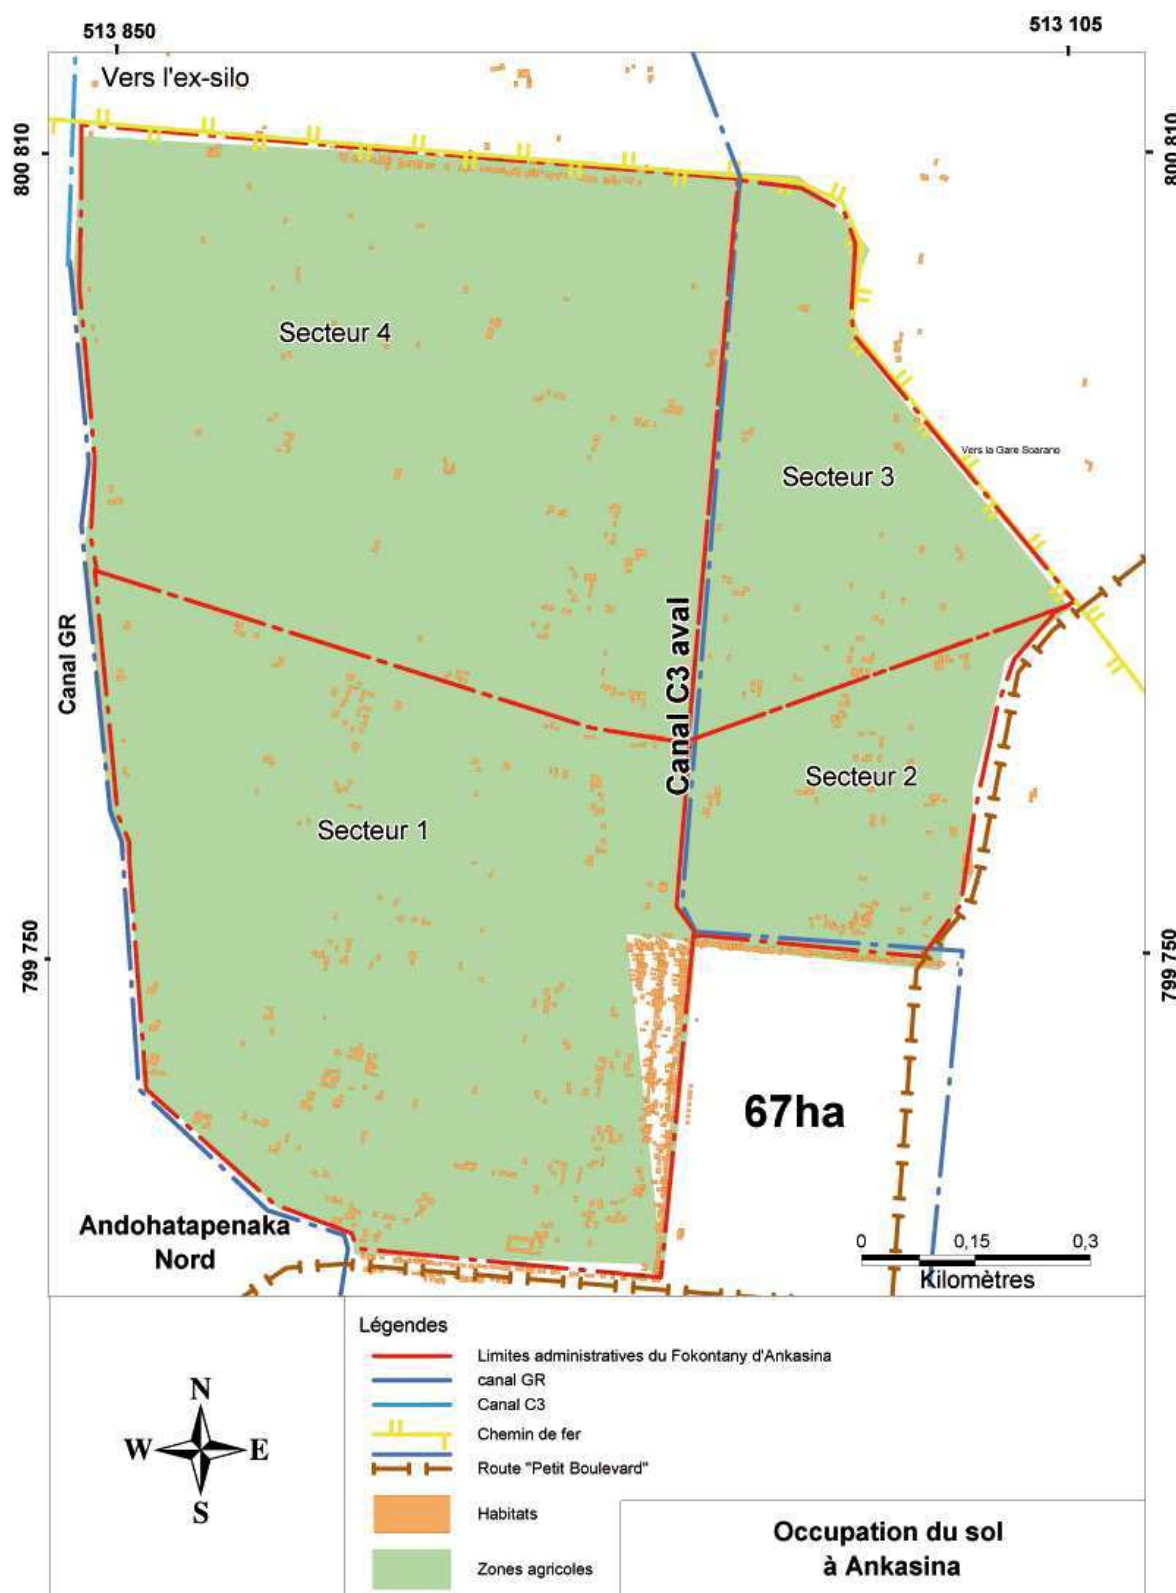 513 850
513 105
Vers l'ex-silo
800 810
800 810
Secteur 4
Secteur 3
Vers la Gare Soarano
Canal GR
Canal C3 aval
Secteur 2
Secteur 1
799 750
799 750
67ha
Andohatapenaka
Nord
0 0,15 0,3
Kilomètres
Légendes
Limites administratives du Fokontany d'Ankasina
canal GR
Canal C3
Chemin de fer
Route "Petit Boulevard"
Habitats
Zones agricoles
N
W E
S
Occupation du sol
à Ankasina